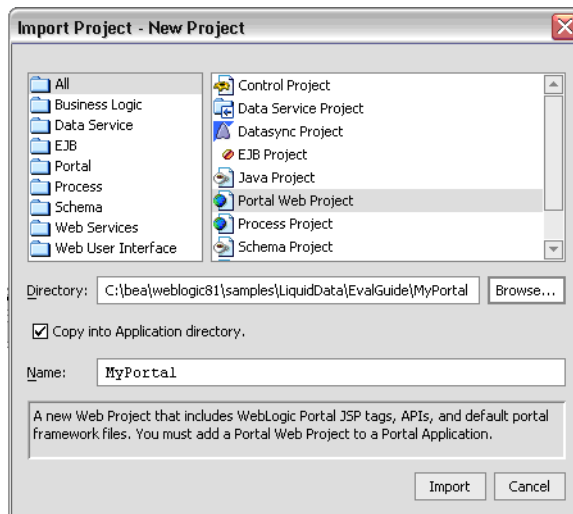 Import Project - New Project
All
Business Logic
Data Service
EJB
Portal
Process
Schema
Web Services
Web User Interface
Control Project
Data Service Project
Datasync Project
EJB Project
Java Project
Portal Web Project
Process Project
Schema Project
Directory: C:\bea\weblogic81\samples\LiquidData\EvalGuide\MyPortal Browse...
Copy into Application directory.
Name: MyPortal
A new Web Project that includes WebLogic Portal JSP tags, APIs, and default portal
framework files. You must add a Portal Web Project to a Portal Application.
Import Cancel